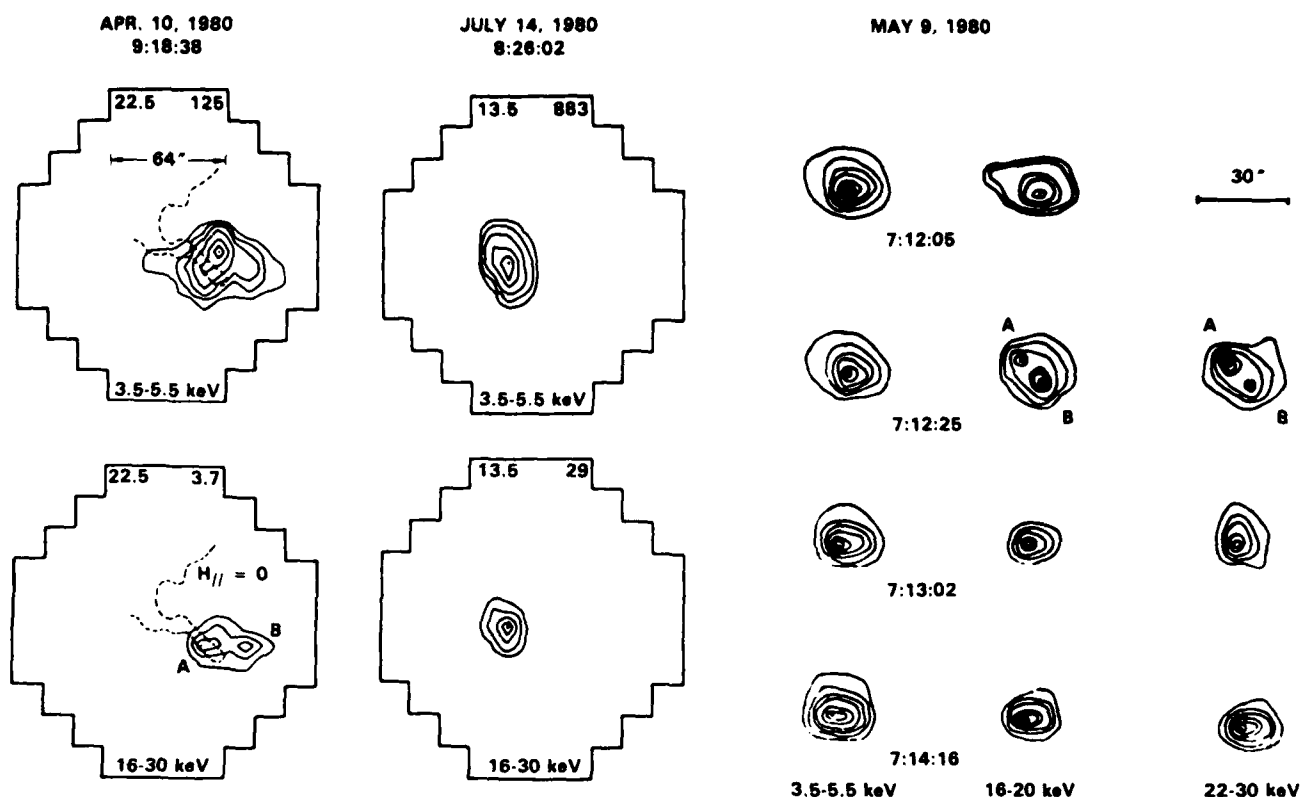 APR. 10, 1980
9:18:38
JULY 14, 1980
8:26:02
MAY 9, 1980
22.5 125
64″
3.5-5.5 keV
13.5 883
3.5-5.5 keV
22.5 3.7
H// = 0
A
B
16-30 keV
13.5 29
16-30 keV
7:12:05
30″
A
B
A
B
7:12:25
7:13:02
7:14:16
3.5-5.5 keV 16-20 keV 22-30 keV